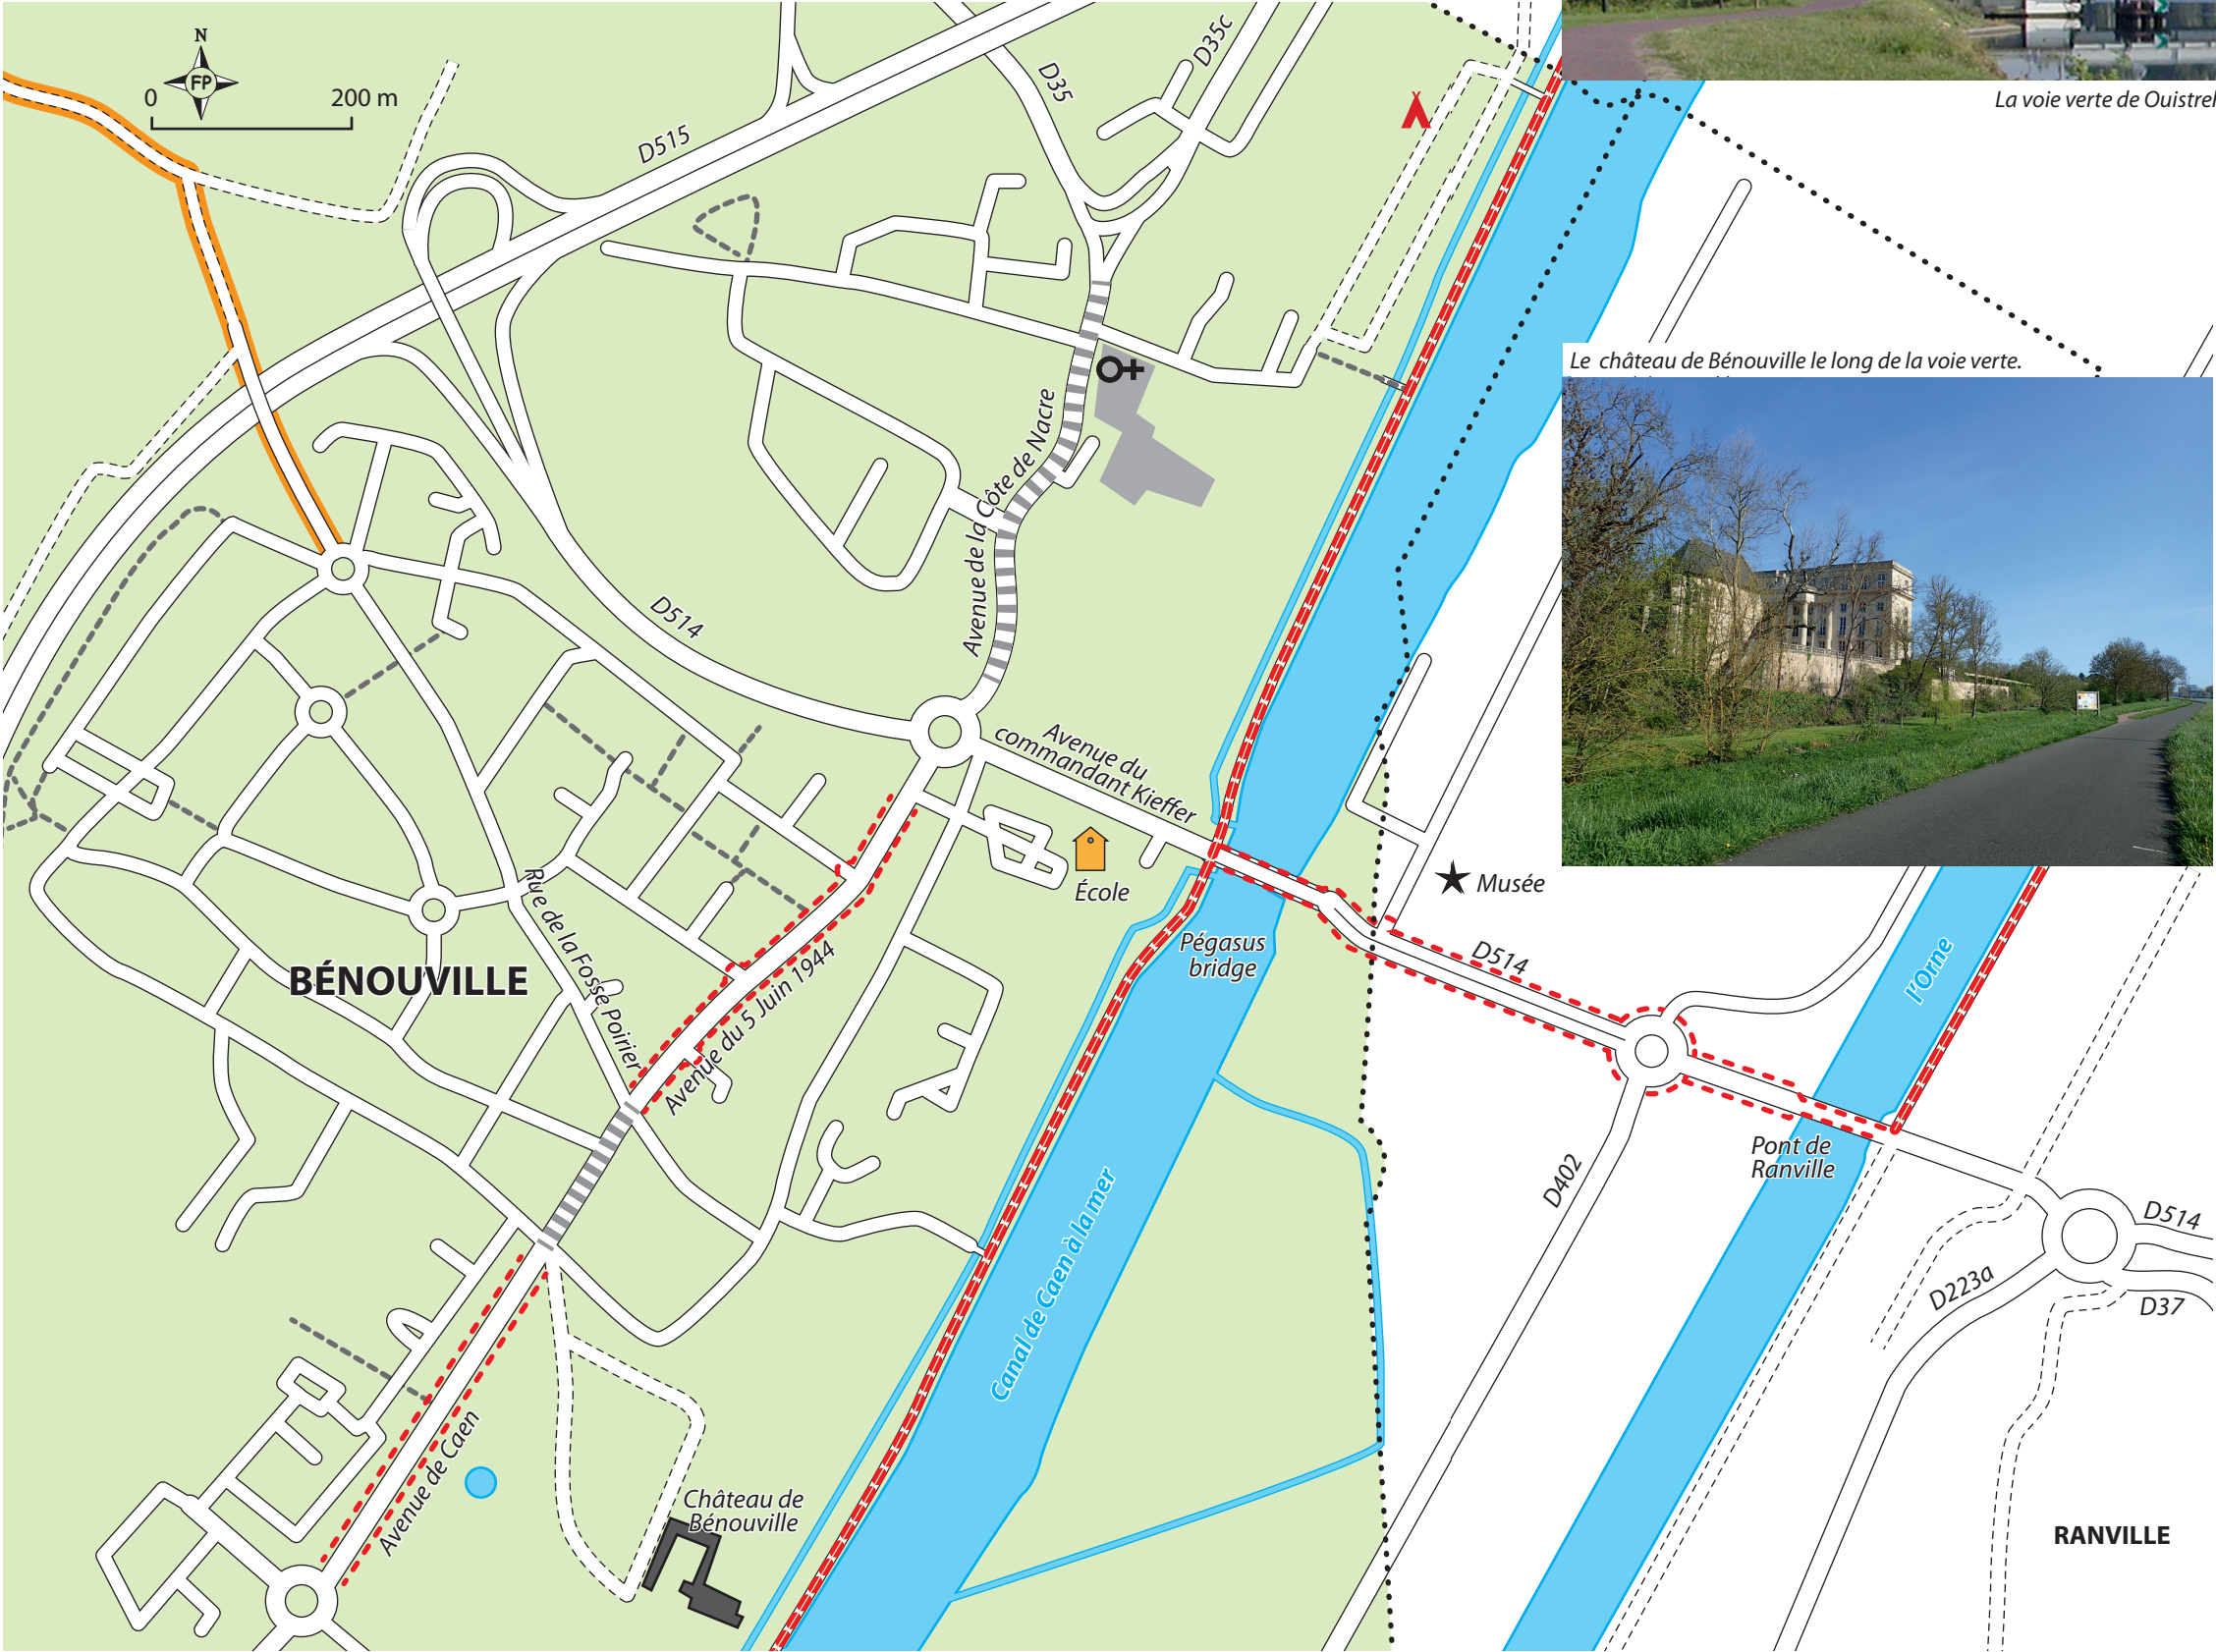 N
FP
0 200 m
D515
D35
D35c
La voie verte de Ouistreh
Le château de Bénouville le long de la voie verte.
Avenue de la Côte de Nacre
D514
Avenue du
commandant Kieffer
École
Musée
Pégasus
bridge
D514
l'Orne
BÉNOUVILLE
Rue de la Fosse Poirier
Avenue du 5 Juin 1944
Pont de
Ranville
D402
Canal de Caen à la mer
D514
D223a
D37
Avenue de Caen
Château de
Bénouville
RANVILLE